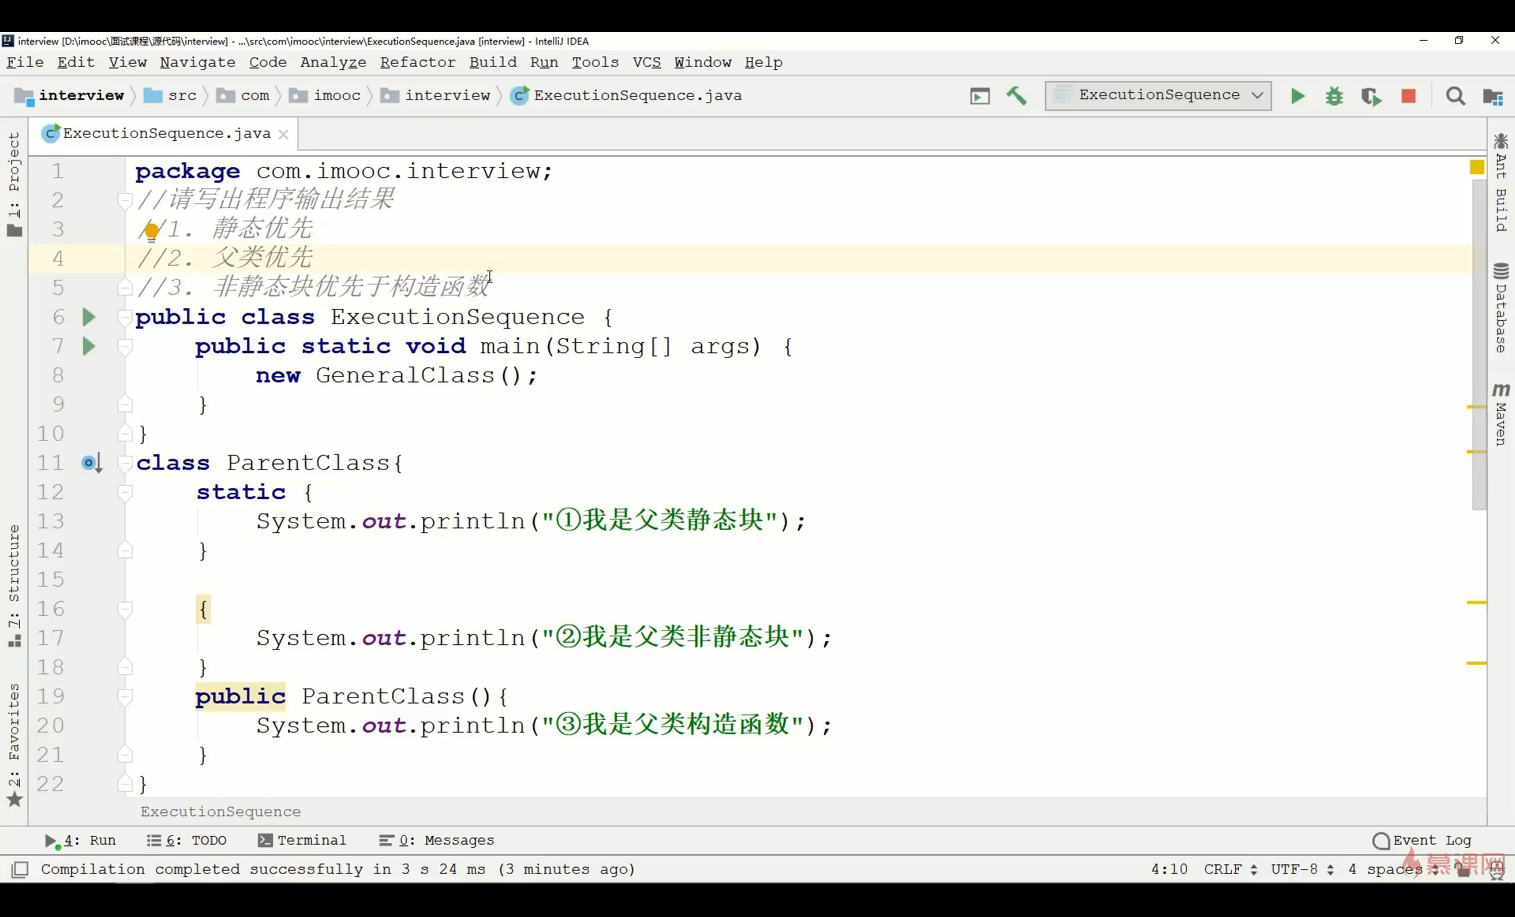 interview [D:\imooc\面试课程\源代码\interview] - ...\src\com\imooc\interview\ExecutionSequence.java [interview] - IntelliJ IDEA
File Edit View Navigate Code Analyze Refactor Build Run Tools VCS Window Help
interview src com imooc interview ExecutionSequence.java ExecutionSequence
ExecutionSequence.java
1 package com.imooc.interview;
2 //请写出程序输出结果
3 //1. 静态优先
4 //2. 父类优先
5 //3. 非静态块优先于构造函数
6 public class ExecutionSequence {
7 public static void main(String[] args) {
8 new GeneralClass();
9 }
10 }
11 class ParentClass{
12 static {
13 System.out.println("①我是父类静态块");
14 }
15
16 {
17 System.out.println("②我是父类非静态块");
18 }
19 public ParentClass(){
20 System.out.println("③我是父类构造函数");
21 }
22 }
ExecutionSequence
1: Project
7: Structure
2: Favorites
Ant Build
Database
Maven
4: Run 6: TODO Terminal 0: Messages Event Log
Compilation completed successfully in 3 s 24 ms (3 minutes ago) 4:10 CRLF UTF-8 4 spaces
慕课网